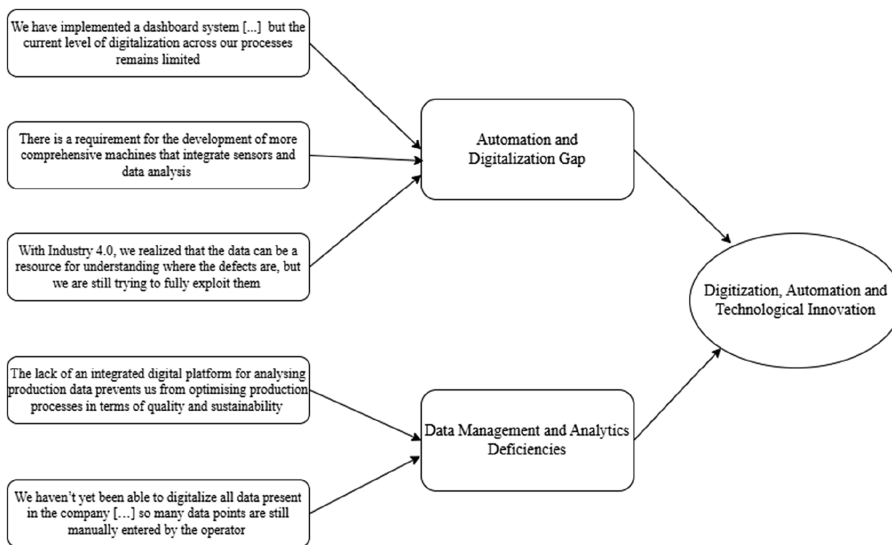 We have implemented a dashboard system [...] but the
current level of digitalization across our processes
remains limited
There is a requirement for the development of more
comprehensive machines that integrate sensors and
data analysis
With Industry 4.0, we realized that the data can be a
resource for understanding where the defects are, but
we are still trying to fully exploit them
The lack of an integrated digital platform for analysing
production data prevents us from optimising production
processes in terms of quality and sustainability
We haven't yet been able to digitalize all data present
in the company […] so many data points are still
manually entered by the operator
Automation and
Digitalization Gap
Data Management and Analytics
Deficiencies
Digitization, Automation and
Technological Innovation